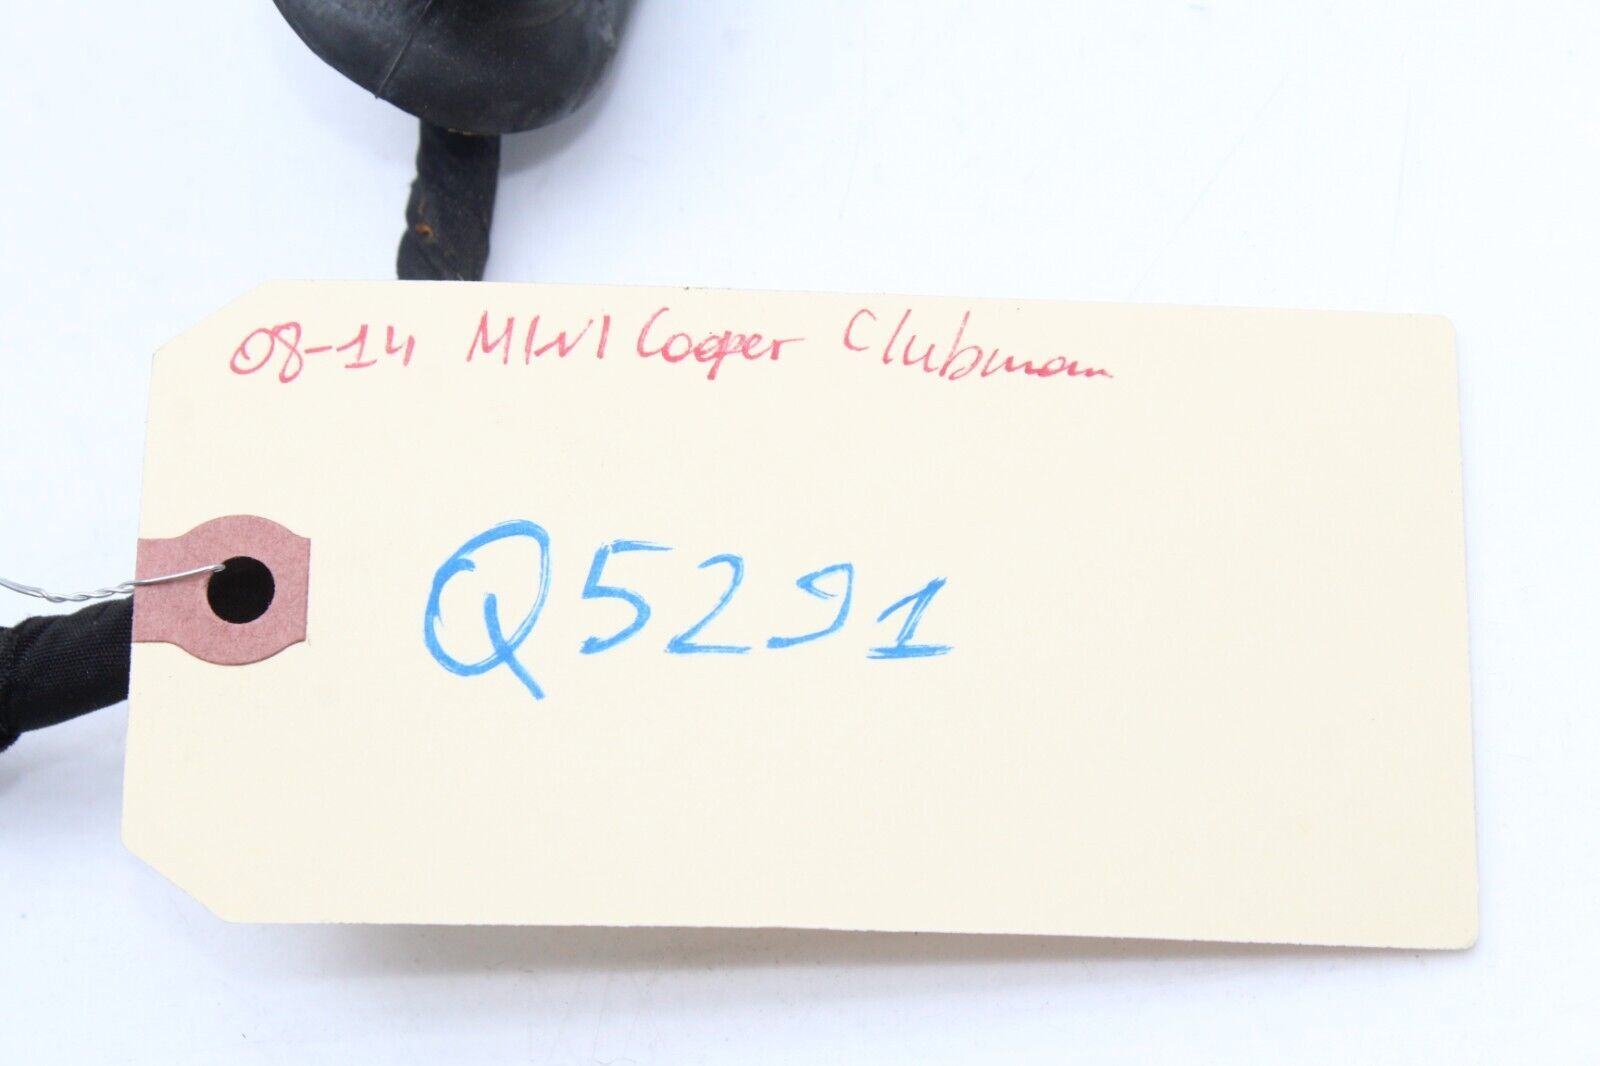 08-14 MINI Cooper Clubman
Q5291